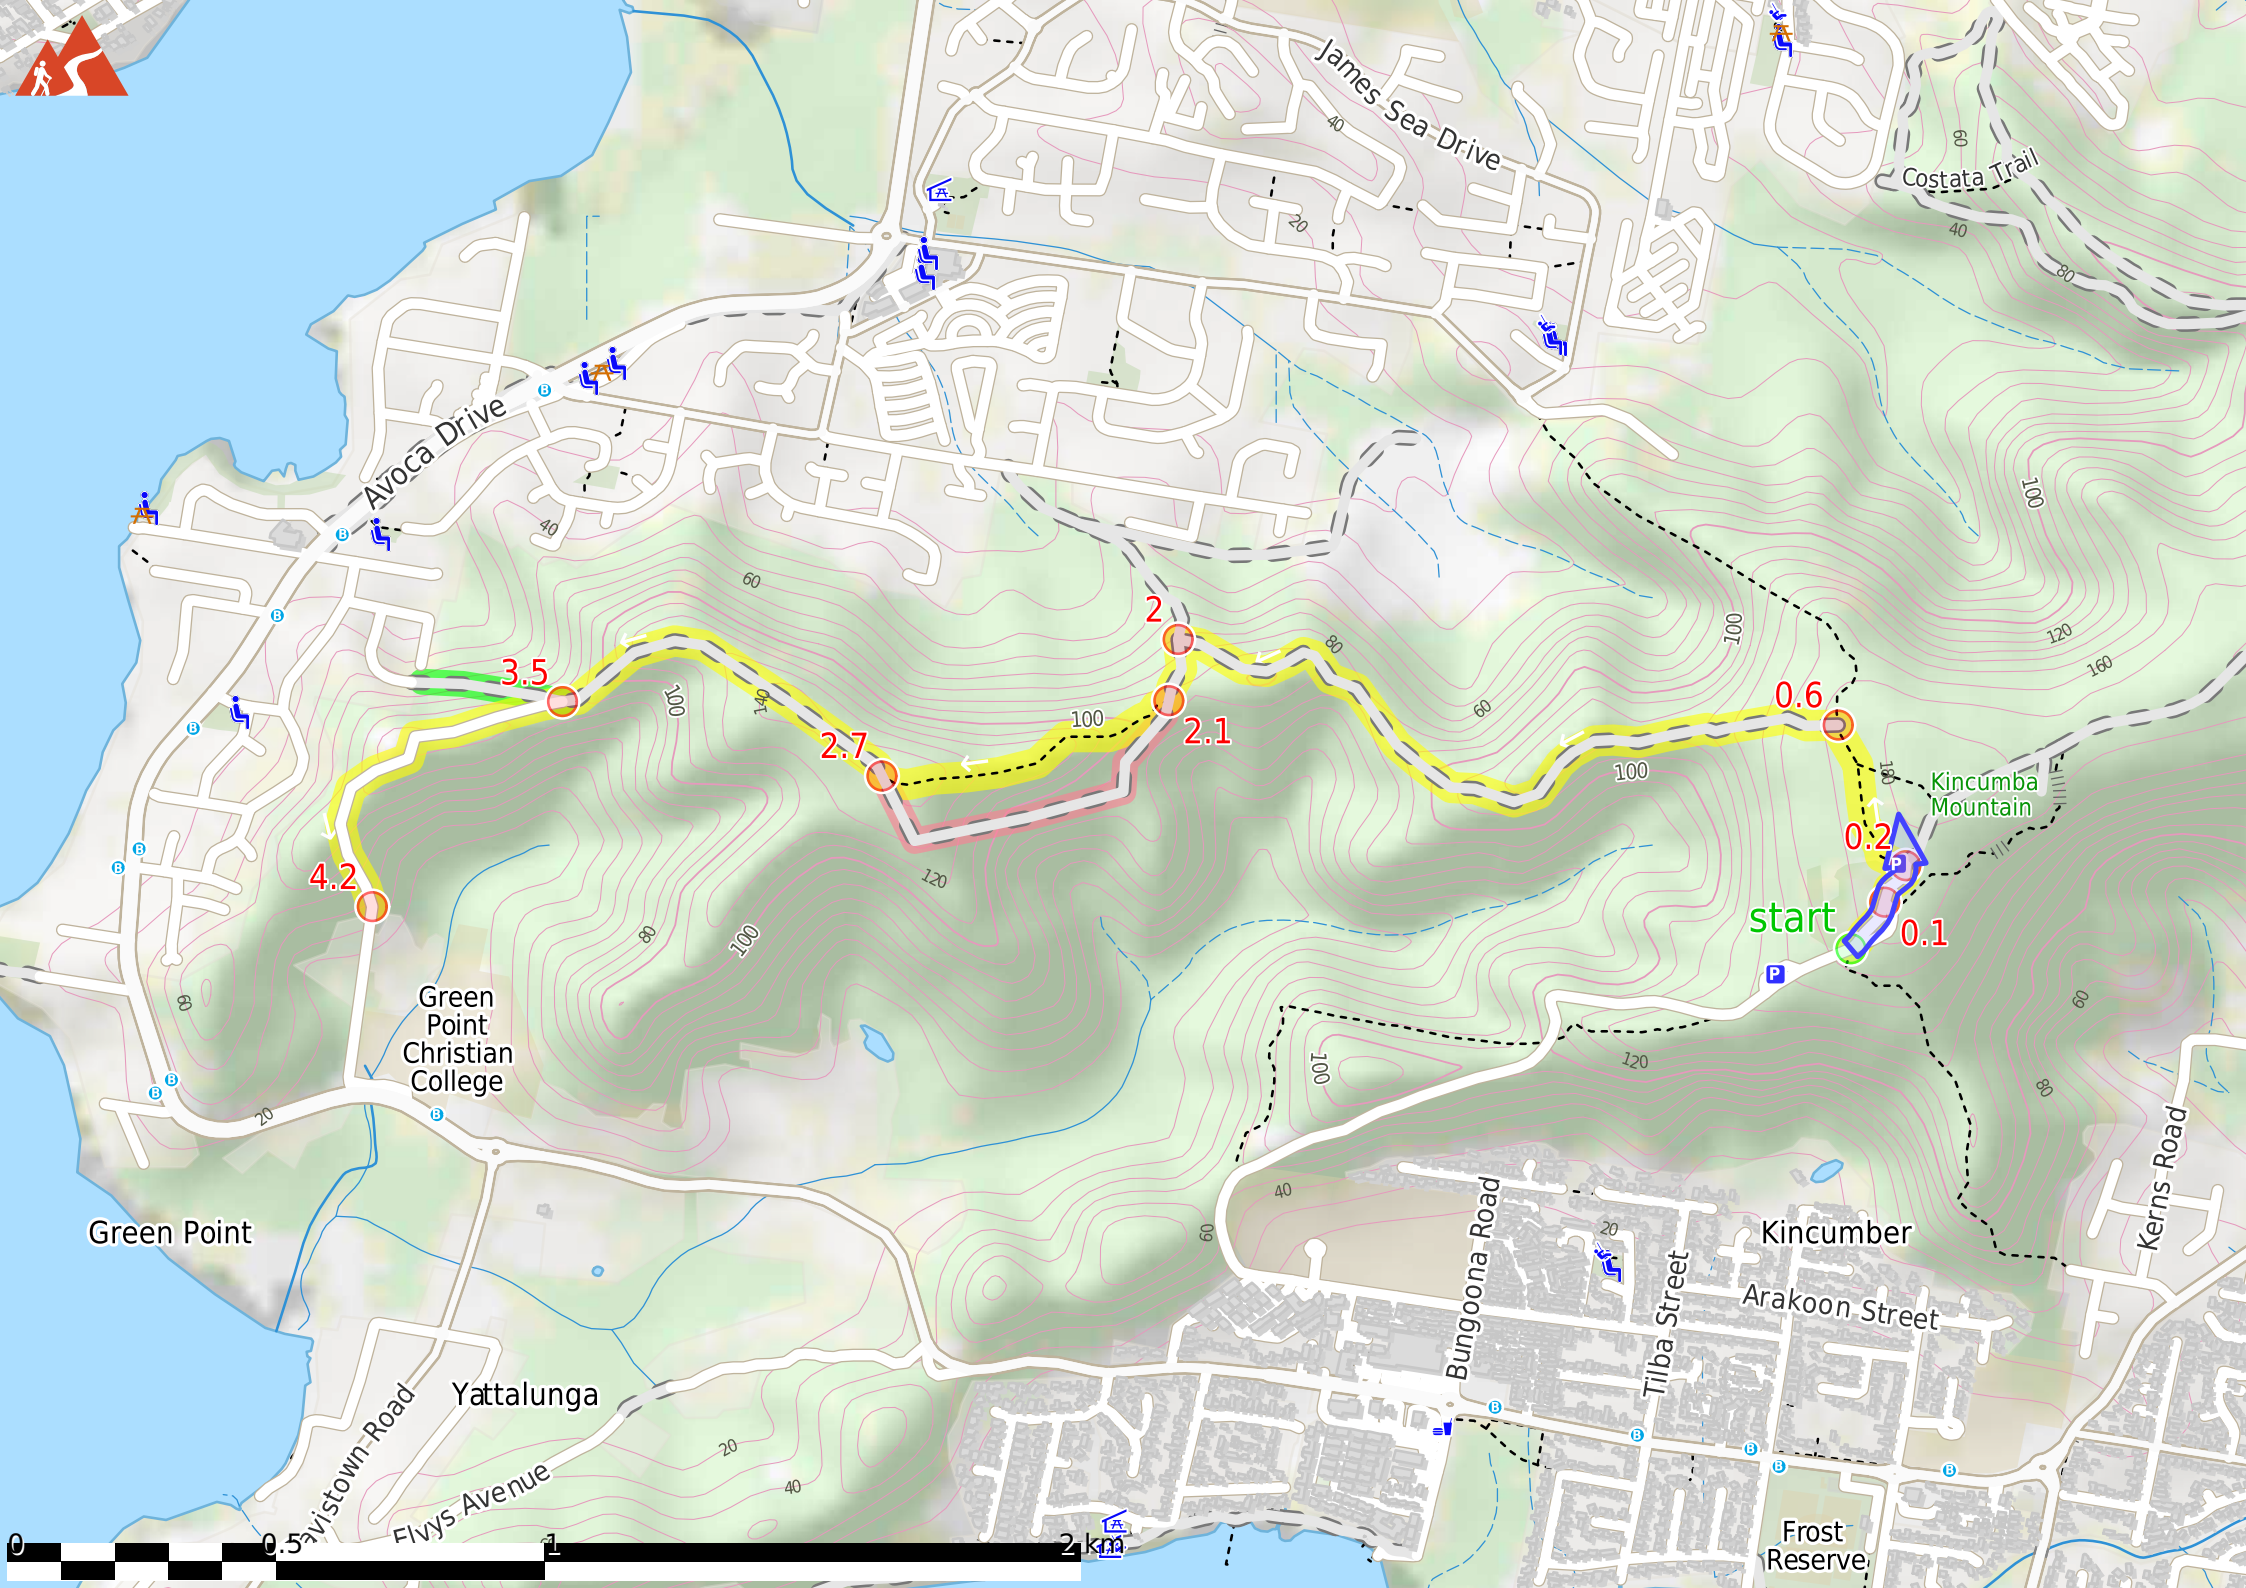 James Sea Drive
40
60
Costata Trail
20
40
80
Avoca Drive
B
100
40
B
60
2
80
100
120
B
160
3.5
100
140
60
0.6
B
100
2.1
2.7
100
180
Kincumba
Mountain
0.2
B
B
4.2
120
P
start
0.1
80
100
P
60
60
Green
Point
Christian
College
100
120
80
B
B
20
B
Kerns Road
40
60
Bungoona Road
20
Green Point
Kincumber
Tilba Street
Arakoon Street
Yattalunga
B
B
B
B
B
20
40
avistown Road
Elvys Avenue
Frost
Reserve
0
0.5
1
2 km